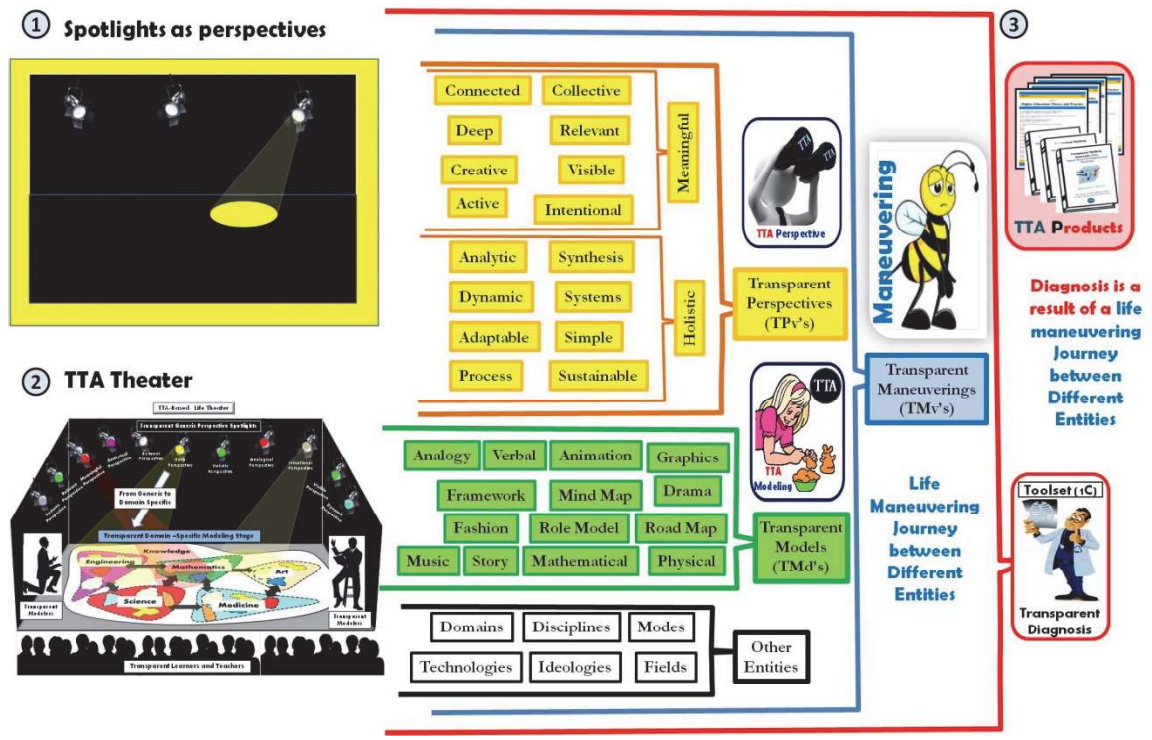 1 Spotlights as perspectives
2 TTA Theater
TTA-Based Life Theater
Transparent Generic Perspective Spotlights
From Generic to
Domain Specific
Transparent Domain –Specific Modeling Stage
Knowledge
Engineering
Mathematics
Art
Science
Medicine
Transparent
Modelers
Transparent
Modelers
Transparent Learners and Teachers
Connected
Collective
Deep
Relevant
Creative
Visible
Active
Intentional
Meaningful
Analytic
Synthesis
Dynamic
Systems
Adaptable
Simple
Process
Sustainable
Holistic
TTA Perspective
Transparent
Perspectives
(TPv's)
Analogy
Verbal
Animation
Graphics
Framework
Mind Map
Drama
Fashion
Role Model
Road Map
Music
Story
Mathematical
Physical
TTA
TTA
Modeling
Transparent
Models
(TMd's)
Domains
Disciplines
Modes
Technologies
Ideologies
Fields
Other
Entities
Maneuvering
Transparent
Maneuverings
(TMv's)
Life
Maneuvering
Journey
between
Different
Entities
3
TTA Products
Diagnosis is a
result of a life
maneuvering
Journey
between
Different
Entities
Toolset (1C)
Transparent
Diagnosis